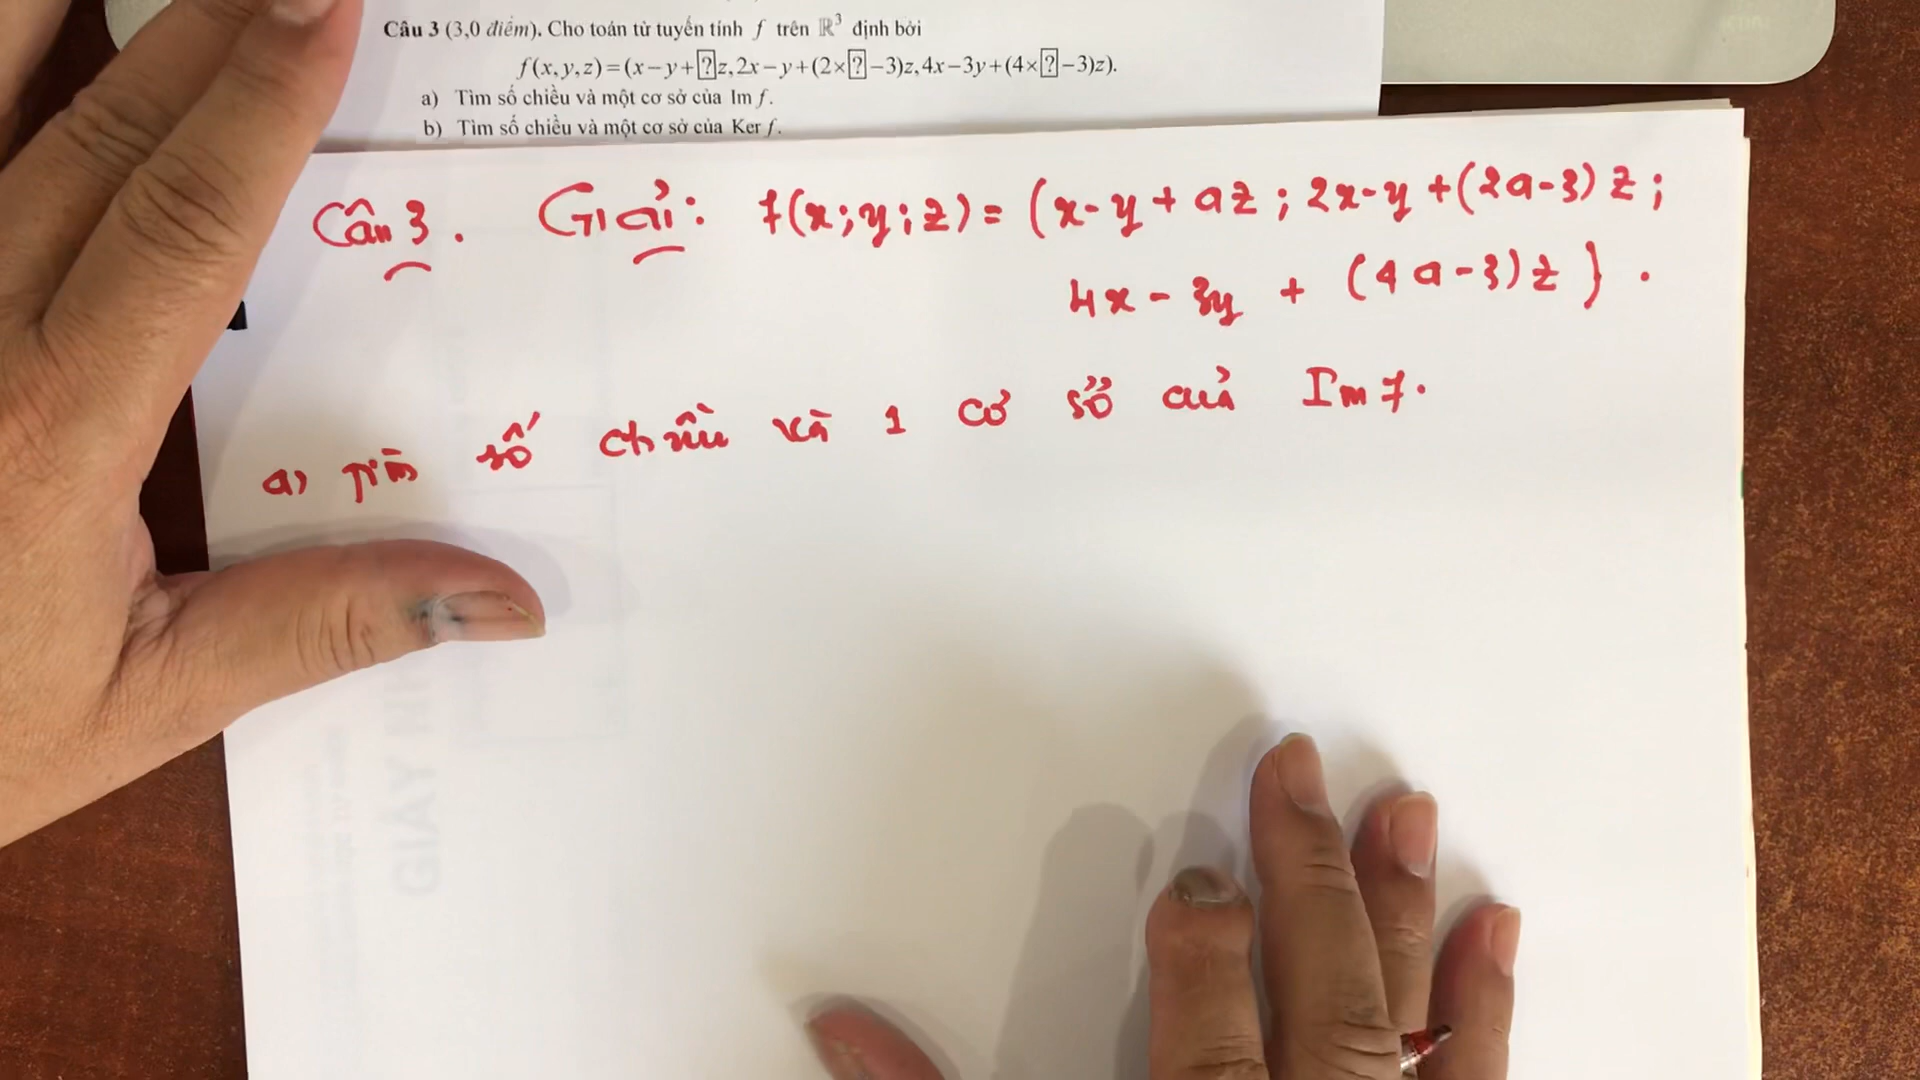 Câu 3 (3,0 điểm). Cho toán tử tuyến tính f trên ℝ³ định bởi
f(x,y,z)=(x−y+?z,2x−y+(2×?−3)z,4x−3y+(4×?−3)z).
a) Tìm số chiều và một cơ sở của Im f.
b) Tìm số chiều và một cơ sở của Ker f.
Câu 3. Giải: f(x;y;z)= (x-y+az; 2x-y+(2a-3)z;
4x-3y + (4a-3)z}.
a) Tìm số chiều và 1 cơ sở của Im f.
GIAY NH